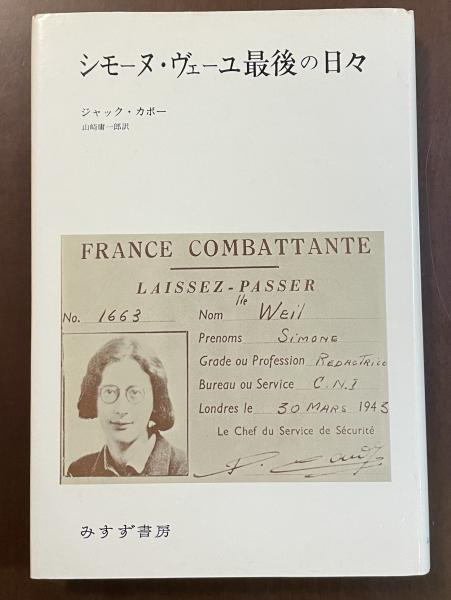 シモーヌ・ヴェーユ最後の日々
ジャック・カボー
山崎庸一郎訳
FRANCE COMBATTANTE
LAISSEZ-PASSER
No. 1663 Nom Mlle Weil
Prenoms Simone
Grade ou Profession Redactrice
Bureau ou Service C.N.I
Londres le 30 MARS 1943
Le Chef du Service de Sécurité
みすず書房